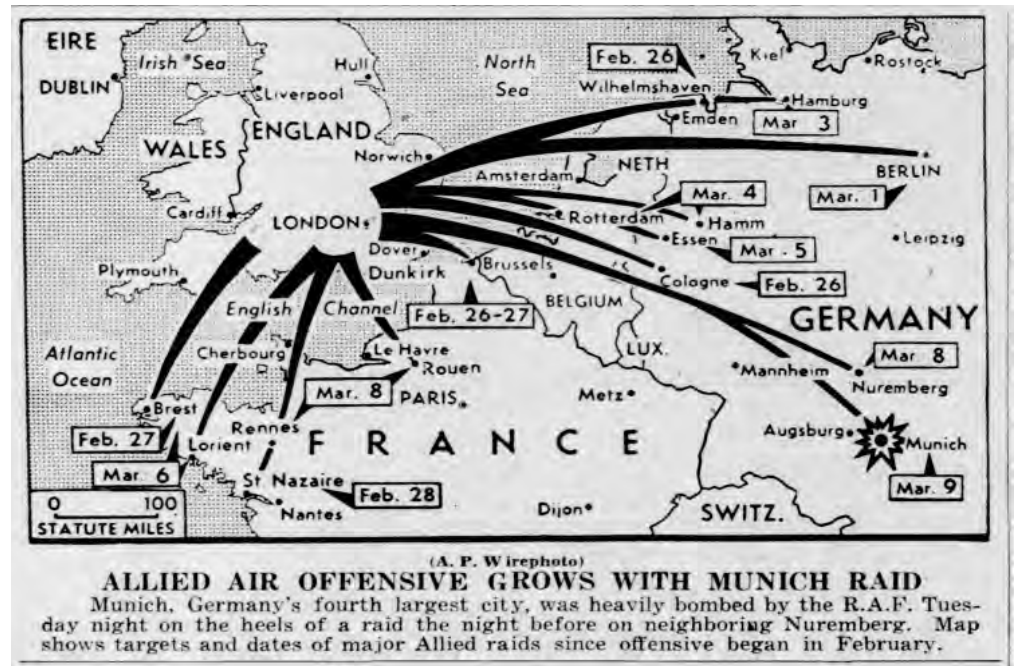 EIRE
DUBLIN
Irish Sea
Hull
Liverpool
ENGLAND
WALES
Norwich
Cardiff
LONDON
Plymouth
Dover
Dunkirk
English Channel
Atlantic
Ocean
North
Sea
Feb. 26
Wilhelmshaven
Emden
Kiel
Rostock
Hamburg
Mar 3
BERLIN
Mar. 1
NETH
Amsterdam
Mar. 4
Rotterdam
Hamm
Essen
Mar. 5
Leipzig
Brussels
Cologne
Feb. 26
BELGIUM
Feb. 26-27
GERMANY
LUX.
Cherbourg
Le Havre
Rouen
Mar. 8
PARIS
Metz
Mannheim
Mar. 8
Nuremberg
Brest
Feb. 27
Lorient
Mar. 6
Rennes
FRANCE
Augsburg
Munich
Mar. 9
St. Nazaire
Feb. 28
Nantes
Dijon
SWITZ.
0 100
STATUTE MILES
(A. P. Wirephoto)
ALLIED AIR OFFENSIVE GROWS WITH MUNICH RAID
Munich, Germany's fourth largest city, was heavily bombed by the R.A.F. Tues-
day night on the heels of a raid the night before on neighboring Nuremberg. Map
shows targets and dates of major Allied raids since offensive began in February.